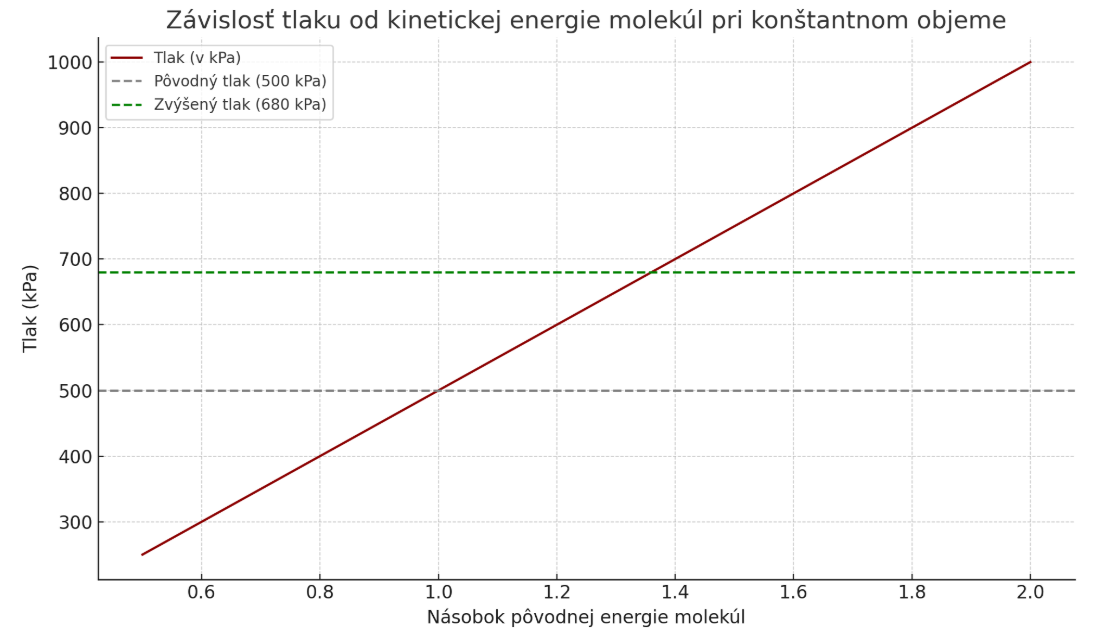 Závislosť tlaku od kinetickej energie molekúl pri konštantnom objeme
Tlak (v kPa)
Pôvodný tlak (500 kPa)
Zvýšený tlak (680 kPa)
Tlak (kPa)
1000
900
800
700
600
500
400
300
0.6 0.8 1.0 1.2 1.4 1.6 1.8 2.0
Násobok pôvodnej energie molekúl